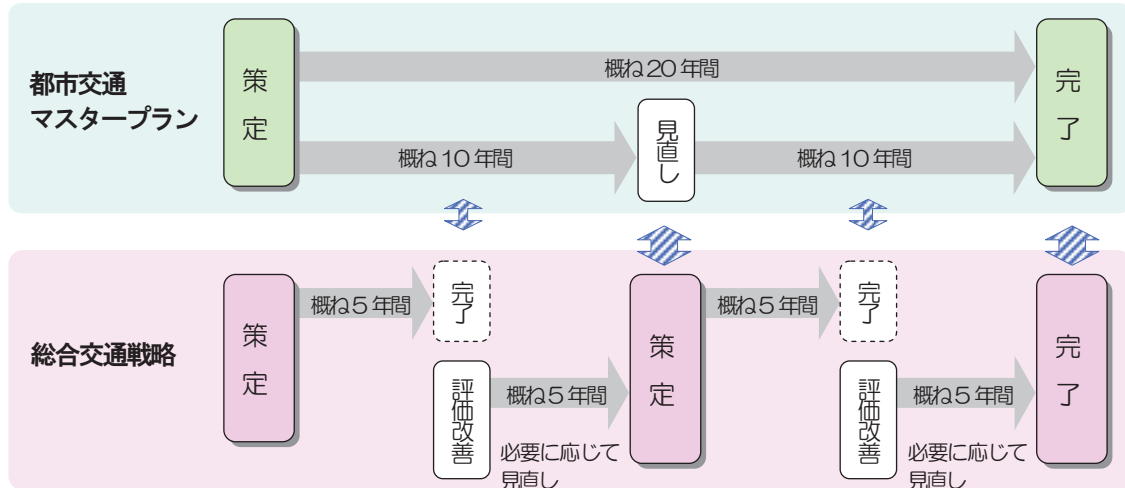 都市交通
マスタープラン
策定
概ね20年間
完了
概ね10年間
見直し
概ね10年間
総合交通戦略
策定
概ね5年間
完了
評価改善
概ね5年間
必要に応じて
見直し
策定
概ね5年間
完了
評価改善
概ね5年間
必要に応じて
見直し
完了